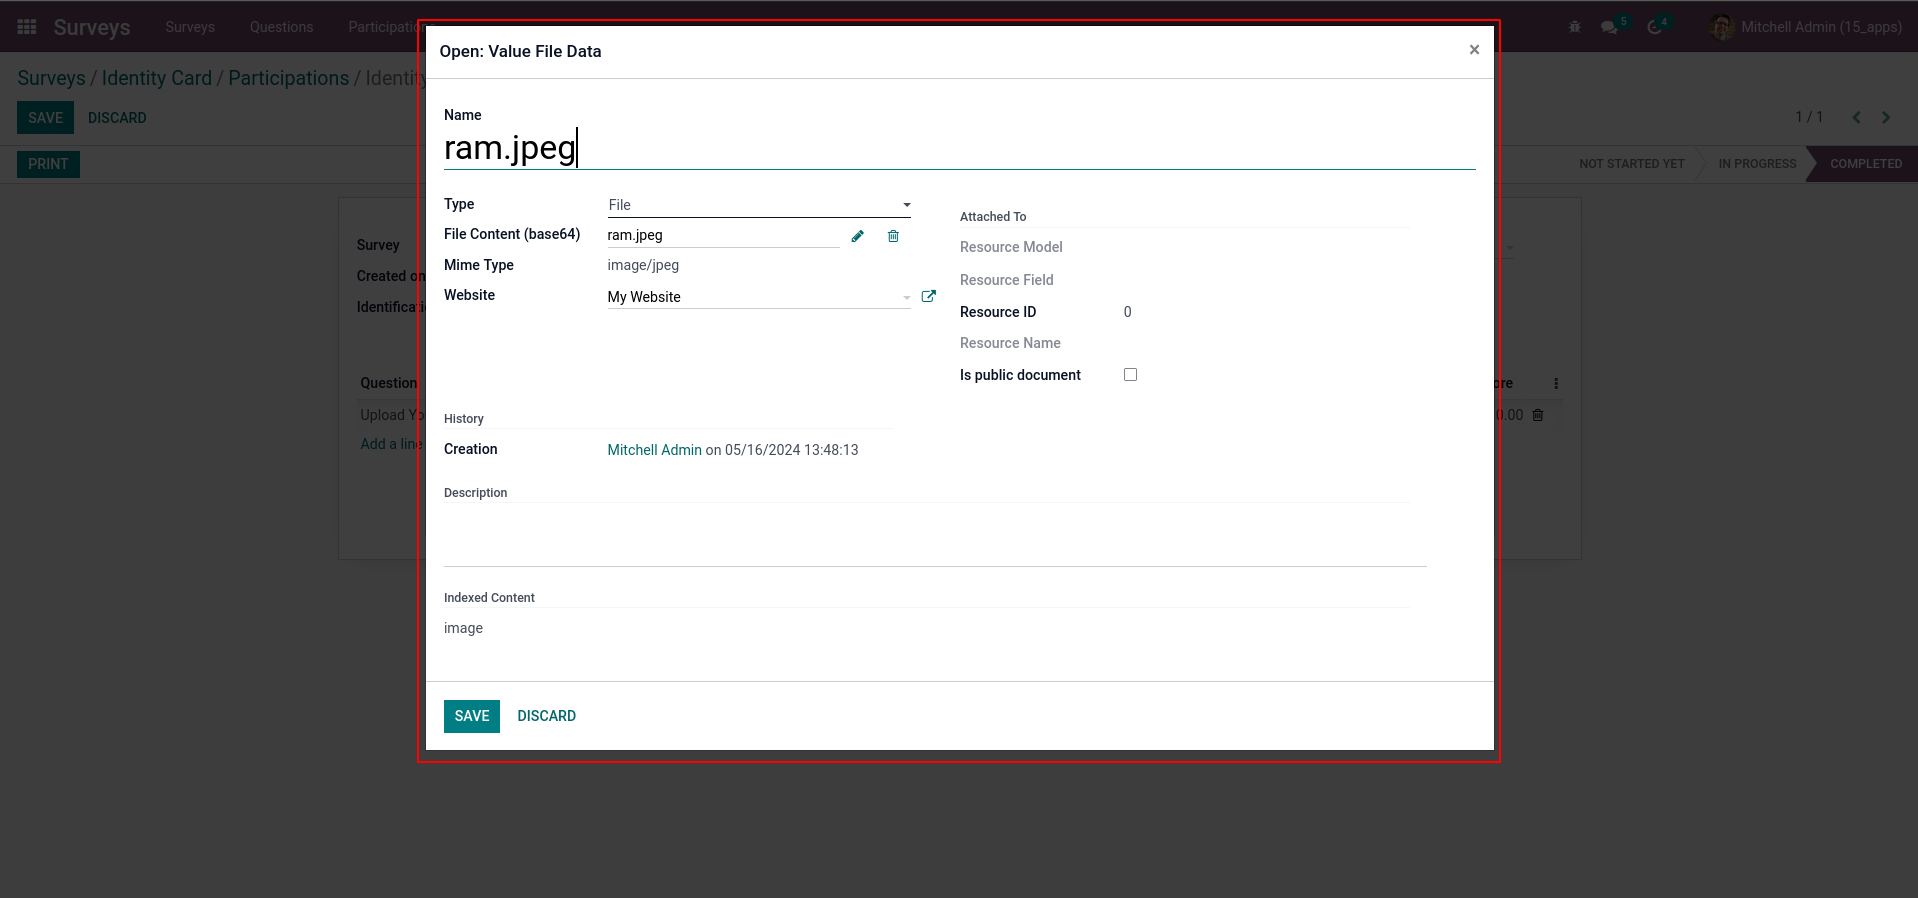 Surveys Surveys Questions Participatio 5 4 Mitchell Admin (15_apps)
Open: Value File Data ×
Surveys / Identity Card / Participations / Identity
SAVE DISCARD 1 / 1
PRINT NOT STARTED YET IN PROGRESS COMPLETED
Name
ram.jpeg
Type File
File Content (base64) ram.jpeg
Mime Type image/jpeg
Website My Website
Attached To
Resource Model
Resource Field
Resource ID 0
Resource Name
Is public document
Survey
Created on
Identificati
Question ore
Upload Yo 0.00
Add a line
History
Creation Mitchell Admin on 05/16/2024 13:48:13
Description
Indexed Content
image
SAVE DISCARD